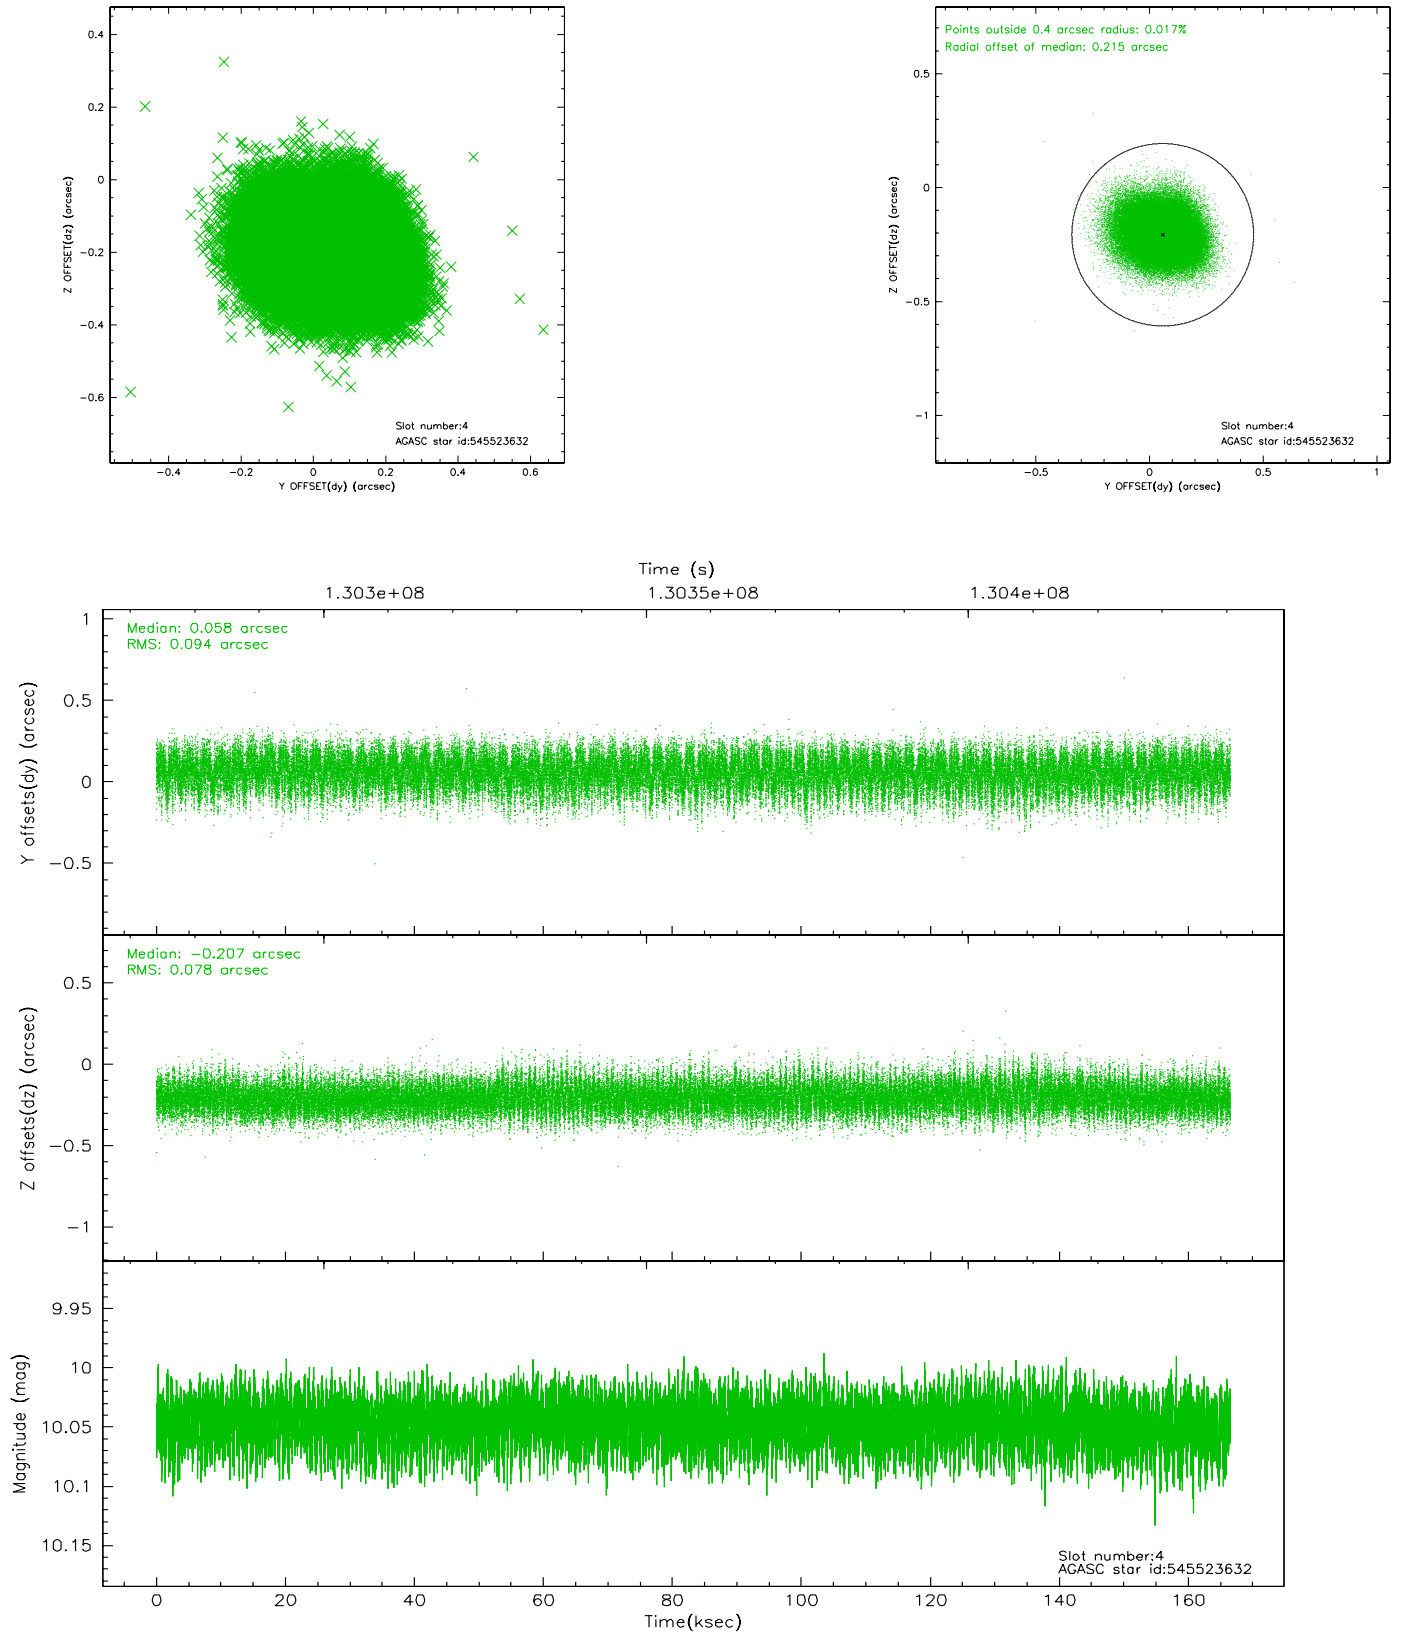 0.4
0.2
0
−0.2
−0.4
−0.6
Z OFFSET(dz) (arcsec)
Slot number:4
AGASC star id:545523632
−0.4 −0.2 0 0.2 0.4 0.6
Y OFFSET(dy) (arcsec)
Points outside 0.4 arcsec radius: 0.017%
Radial offset of median: 0.215 arcsec
0.5
0
−0.5
−1
Z OFFSET(dz) (arcsec)
Slot number:4
AGASC star id:545523632
−0.5 0 0.5 1
Y OFFSET(dy) (arcsec)
Time (s)
1.303e+08 1.3035e+08 1.304e+08
Median: 0.058 arcsec
RMS: 0.094 arcsec
1
0.5
0
−0.5
Y offsets(dy) (arcsec)
Median: −0.207 arcsec
RMS: 0.078 arcsec
0.5
0
−0.5
−1
Z offsets(dz) (arcsec)
9.95
10
10.05
10.1
10.15
Magnitude (mag)
Slot number:4
AGASC star id:545523632
0 20 40 60 80 100 120 140 160
Time(ksec)